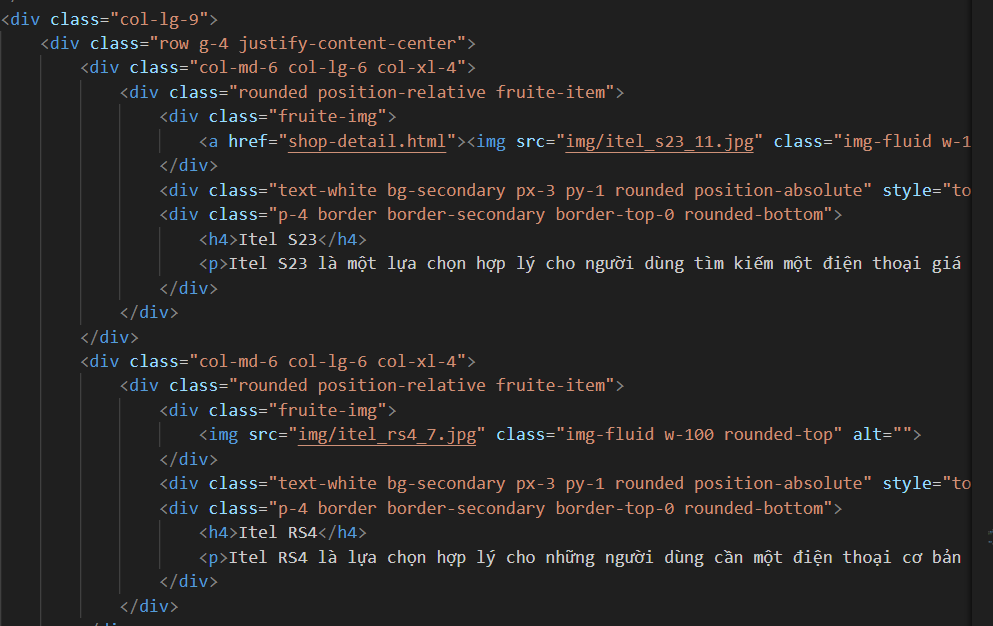 <div class="col-lg-9">
<div class="row g-4 justify-content-center">
<div class="col-md-6 col-lg-6 col-xl-4">
<div class="rounded position-relative fruite-item">
<div class="fruite-img">
<a href="shop-detail.html"><img src="img/itel_s23_11.jpg" class="img-fluid w-1
</div>
<div class="text-white bg-secondary px-3 py-1 rounded position-absolute" style="to
<div class="p-4 border border-secondary border-top-0 rounded-bottom">
<h4>Itel S23</h4>
<p>Itel S23 là một lựa chọn hợp lý cho người dùng tìm kiếm một điện thoại giá
</div>
</div>
</div>
<div class="col-md-6 col-lg-6 col-xl-4">
<div class="rounded position-relative fruite-item">
<div class="fruite-img">
<img src="img/itel_rs4_7.jpg" class="img-fluid w-100 rounded-top" alt="">
</div>
<div class="text-white bg-secondary px-3 py-1 rounded position-absolute" style="to
<div class="p-4 border border-secondary border-top-0 rounded-bottom">
<h4>Itel RS4</h4>
<p>Itel RS4 là lựa chọn hợp lý cho những người dùng cần một điện thoại cơ bản
</div>
</div>